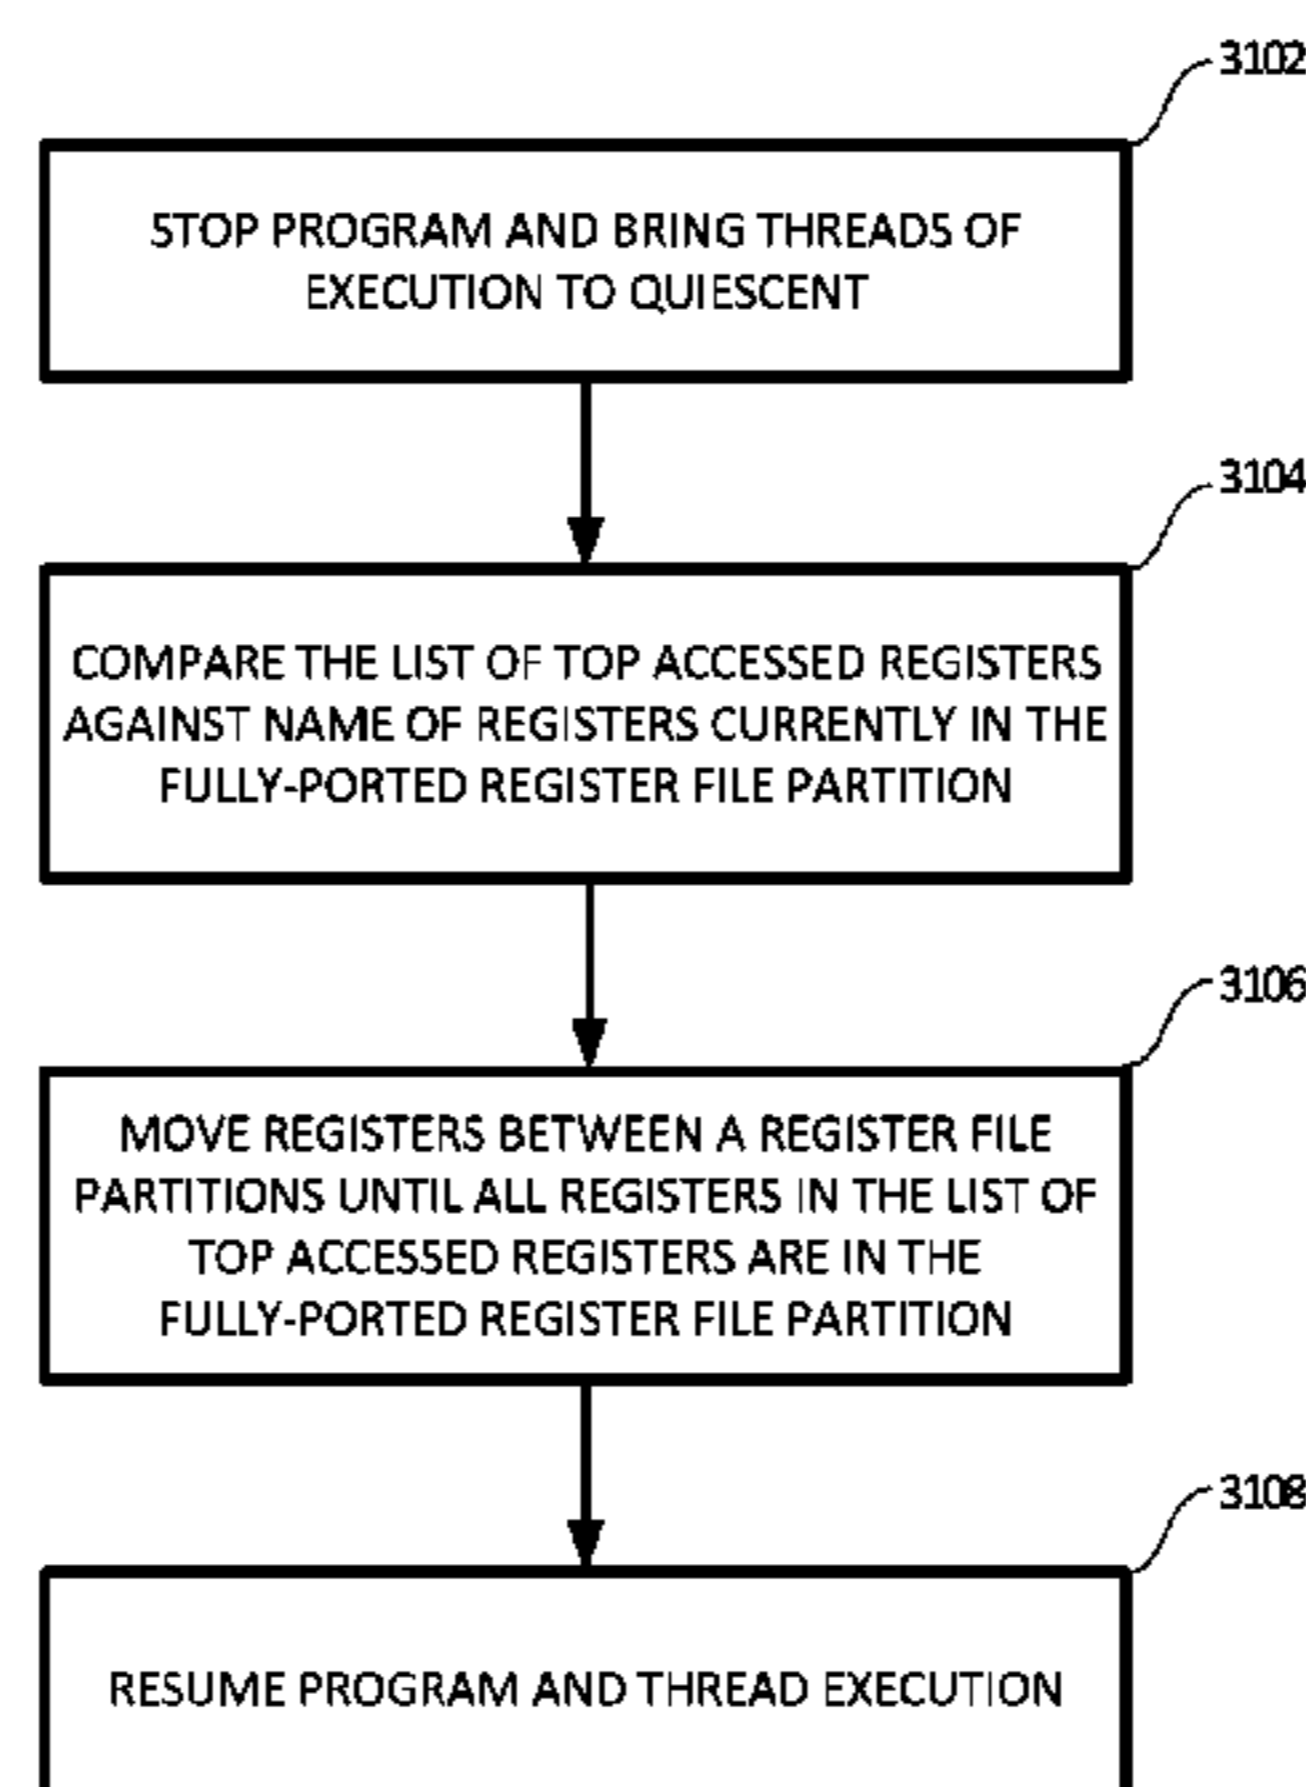 3102
STOP PROGRAM AND BRING THREADS OF
EXECUTION TO QUIESCENT
3104
COMPARE THE LIST OF TOP ACCESSED REGISTERS
AGAINST NAME OF REGISTERS CURRENTLY IN THE
FULLY-PORTED REGISTER FILE PARTITION
3106
MOVE REGISTERS BETWEEN A REGISTER FILE
PARTITIONS UNTIL ALL REGISTERS IN THE LIST OF
TOP ACCESSED REGISTERS ARE IN THE
FULLY-PORTED REGISTER FILE PARTITION
3108
RESUME PROGRAM AND THREAD EXECUTION